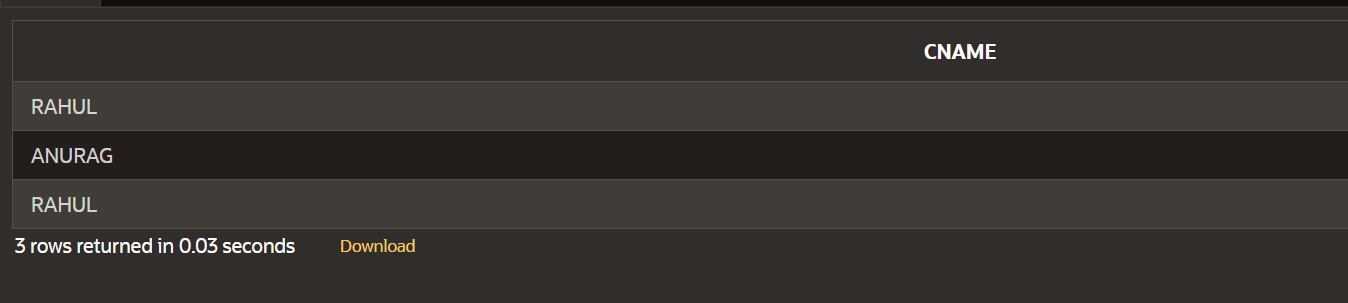 CNAME
RAHUL
ANURAG
RAHUL
3 rows returned in 0.03 seconds Download